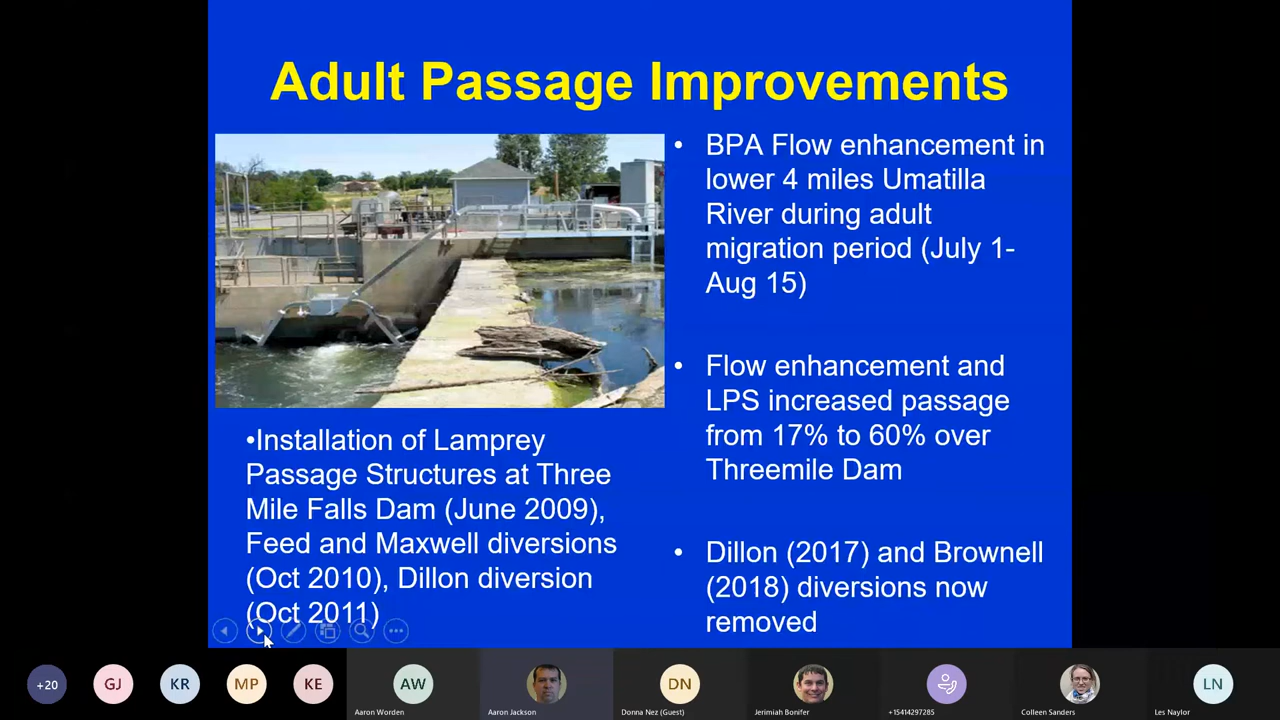 Adult Passage Improvements
•Installation of Lamprey
Passage Structures at Three
Mile Falls Dam (June 2009),
Feed and Maxwell diversions
(Oct 2010), Dillon diversion
(Oct 2011)
• BPA Flow enhancement in
lower 4 miles Umatilla
River during adult
migration period (July 1-
Aug 15)
• Flow enhancement and
LPS increased passage
from 17% to 60% over
Threemile Dam
• Dillon (2017) and Brownell
(2018) diversions now
removed
+20
GJ
KR
MP
KE
AW
Aaron Worden
Aaron Jackson
DN
Donna Nez (Guest)
Jerimiah Bonifer
+15414297285
Colleen Sanders
LN
Les Naylor